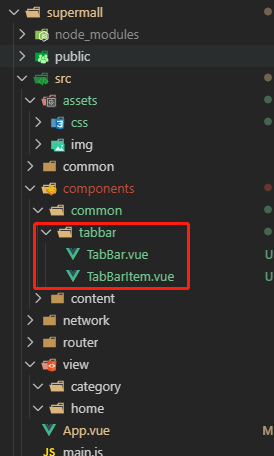 supermall
node_modules
public
src
assets
css
img
common
components
common
tabbar
TabBar.vue U
TabBarItem.vue U
content
network
router
view
category
home
App.vue U
JS main.js